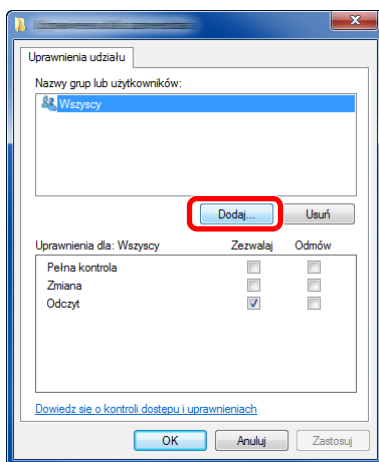 Uprawnienia udziału
Nazwy grup lub użytkowników:
Wszyscy
Dodaj... Usuń
Uprawnienia dla: Wszyscy Zezwalaj Odmów
Pełna kontrola
Zmiana
Odczyt
Dowiedz się o kontroli dostępu i uprawnieniach
OK Anuluj Zastosuj